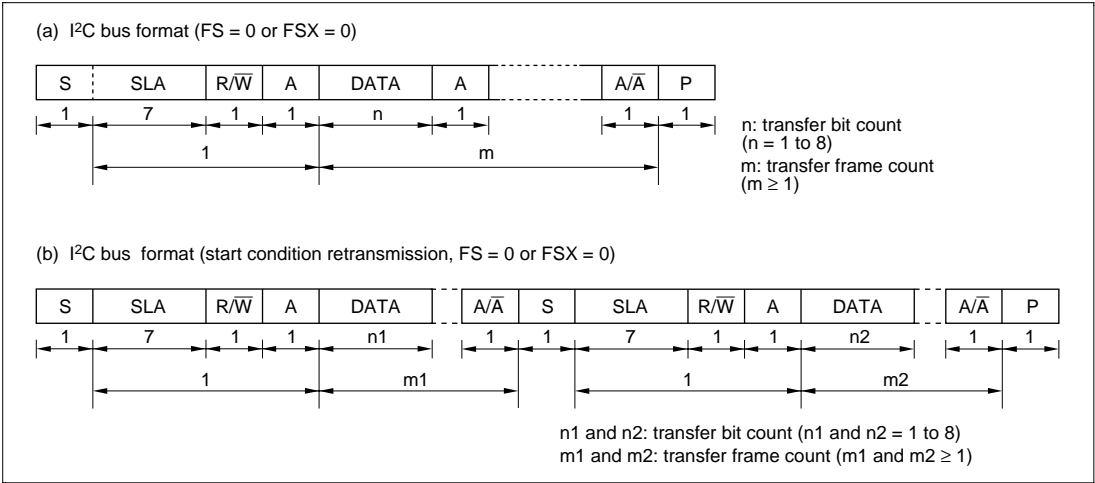 (a) I²C bus format (FS = 0 or FSX = 0)
S SLA R/W̅ A DATA A A/A̅ P
1 7 1 1 n 1 1 1
1 m
n: transfer bit count
(n = 1 to 8)
m: transfer frame count
(m ≥ 1)
(b) I²C bus format (start condition retransmission, FS = 0 or FSX = 0)
S SLA R/W̅ A DATA A/A̅ S SLA R/W̅ A DATA A/A̅ P
1 7 1 1 n1 1 1 7 1 1 n2 1 1
1 m1 1 m2
n1 and n2: transfer bit count (n1 and n2 = 1 to 8)
m1 and m2: transfer frame count (m1 and m2 ≥ 1)